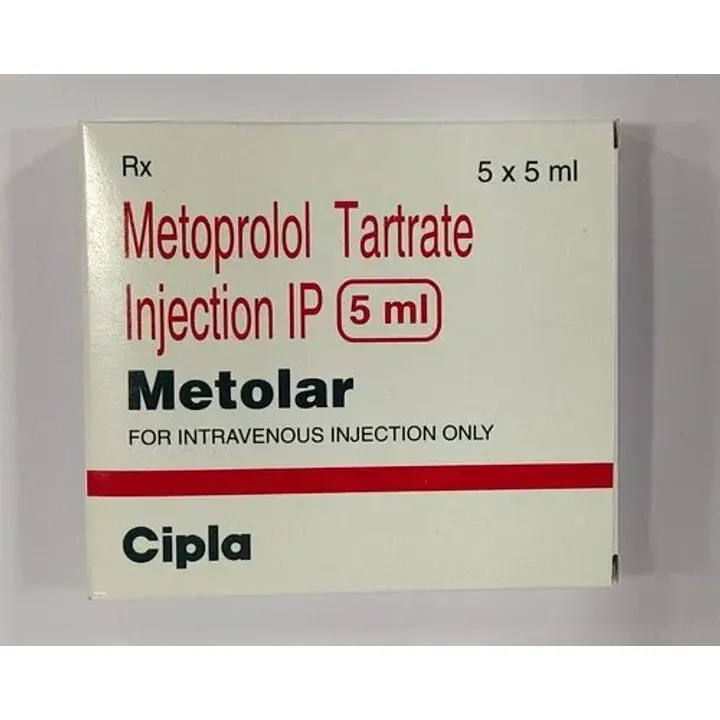 Rx
5 x 5 ml
Metoprolol Tartrate
Injection IP 5 ml
Metolar
FOR INTRAVENOUS INJECTION ONLY
Cipla